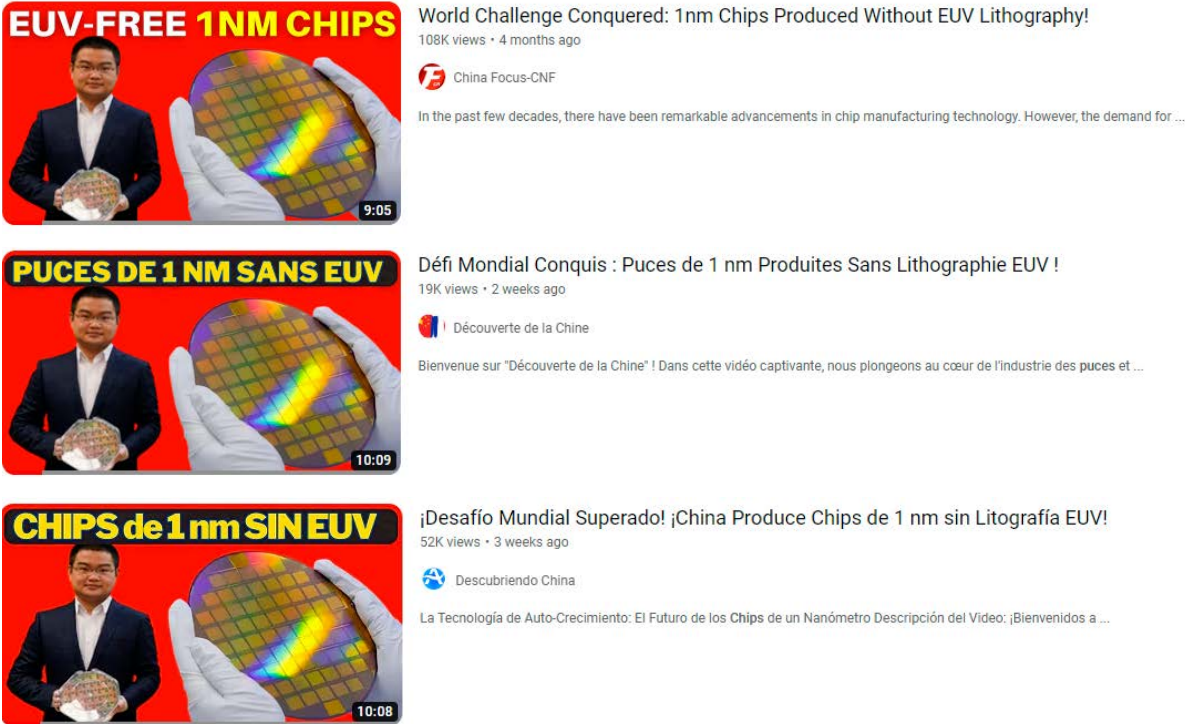 EUV-FREE 1NM CHIPS
9:05
World Challenge Conquered: 1nm Chips Produced Without EUV Lithography!
108K views • 4 months ago
China Focus-CNF
In the past few decades, there have been remarkable advancements in chip manufacturing technology. However, the demand for ...
PUCES DE 1 NM SANS EUV
10:09
Défi Mondial Conquis : Puces de 1 nm Produites Sans Lithographie EUV !
19K views • 2 weeks ago
Découverte de la Chine
Bienvenue sur "Découverte de la Chine" ! Dans cette vidéo captivante, nous plongeons au cœur de l'industrie des puces et ...
CHIPS de 1 nm SIN EUV
10:08
¡Desafío Mundial Superado! ¡China Produce Chips de 1 nm sin Litografía EUV!
52K views • 3 weeks ago
Descubriendo China
La Tecnología de Auto-Crecimiento: El Futuro de los Chips de un Nanómetro Descripción del Video: ¡Bienvenidos a ...